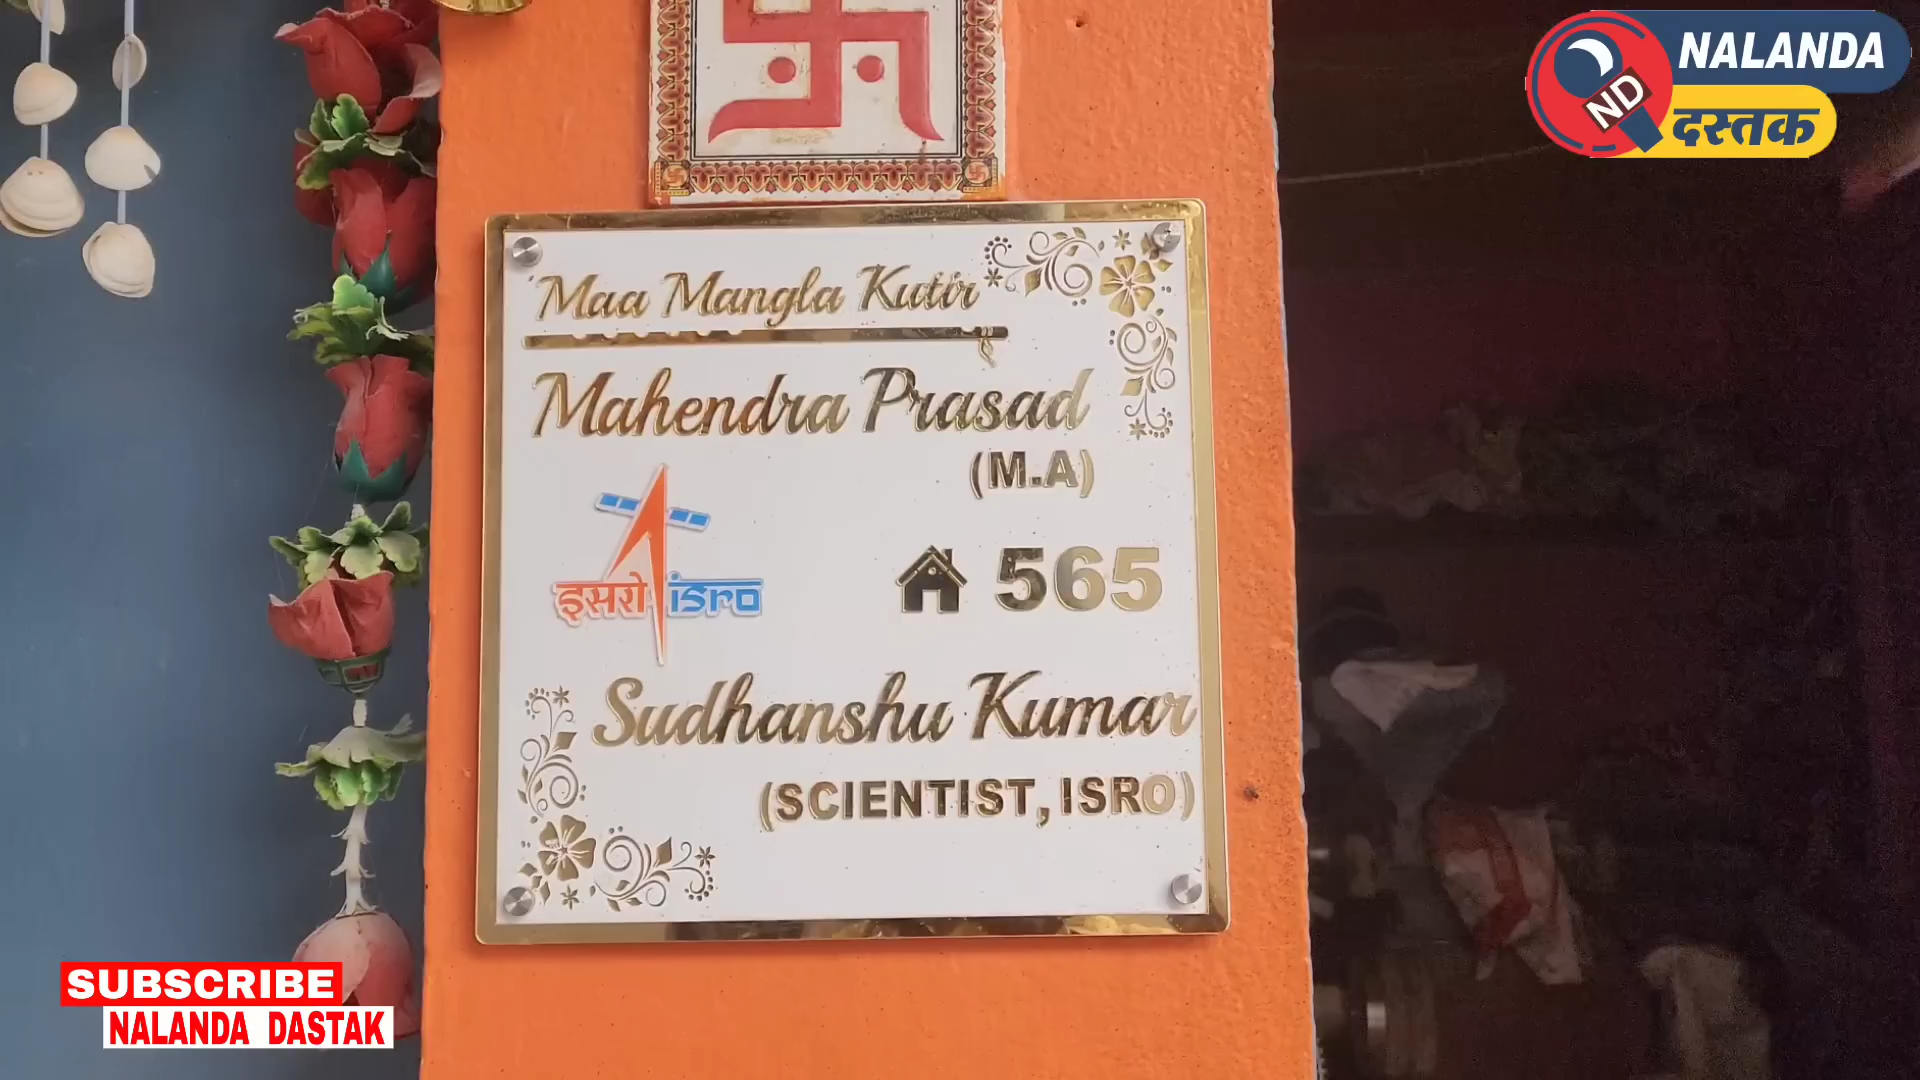 NALANDA
ND
दस्तक
Maa Mangla Kutir
Mahendra Prasad
(M.A)
इसरो isro
565
Sudhanshu Kumar
(SCIENTIST, ISRO)
SUBSCRIBE
NALANDA DASTAK